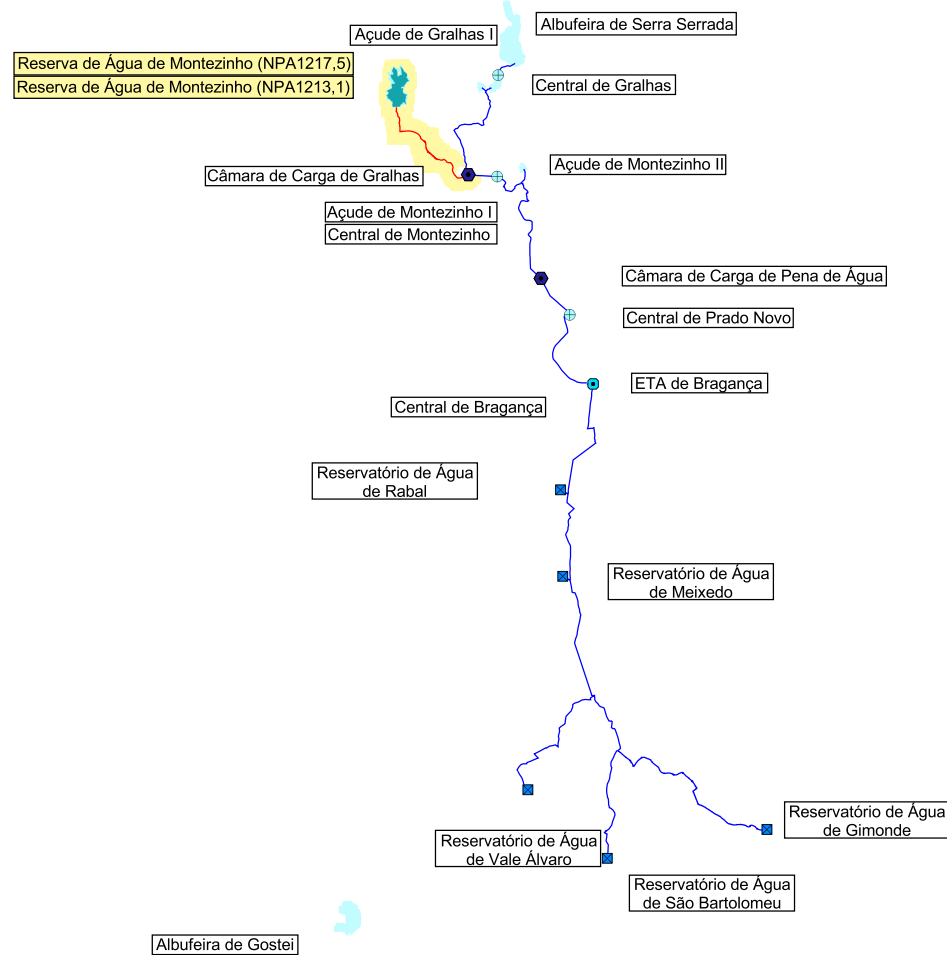 Albufeira de Serra Serrada
Açude de Gralhas I
Reserva de Água de Montezinho (NPA1217,5)
Reserva de Água de Montezinho (NPA1213,1)
Central de Gralhas
Açude de Montezinho II
Câmara de Carga de Gralhas
Açude de Montezinho I
Central de Montezinho
Câmara de Carga de Pena de Água
Central de Prado Novo
ETA de Bragança
Central de Bragança
Reservatório de Água
de Rabal
Reservatório de Água
de Meixedo
Reservatório de Água
de Gimonde
Reservatório de Água
de Vale Álvaro
Reservatório de Água
de São Bartolomeu
Albufeira de Gostei